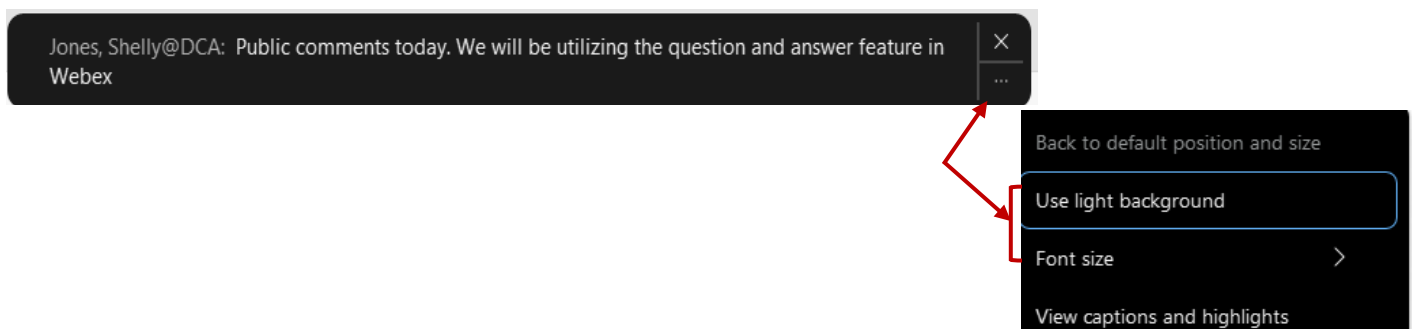 Jones, Shelly@DCA: Public comments today. We will be utilizing the question and answer feature in
Webex
...
Back to default position and size
Use light background
Font size
View captions and highlights